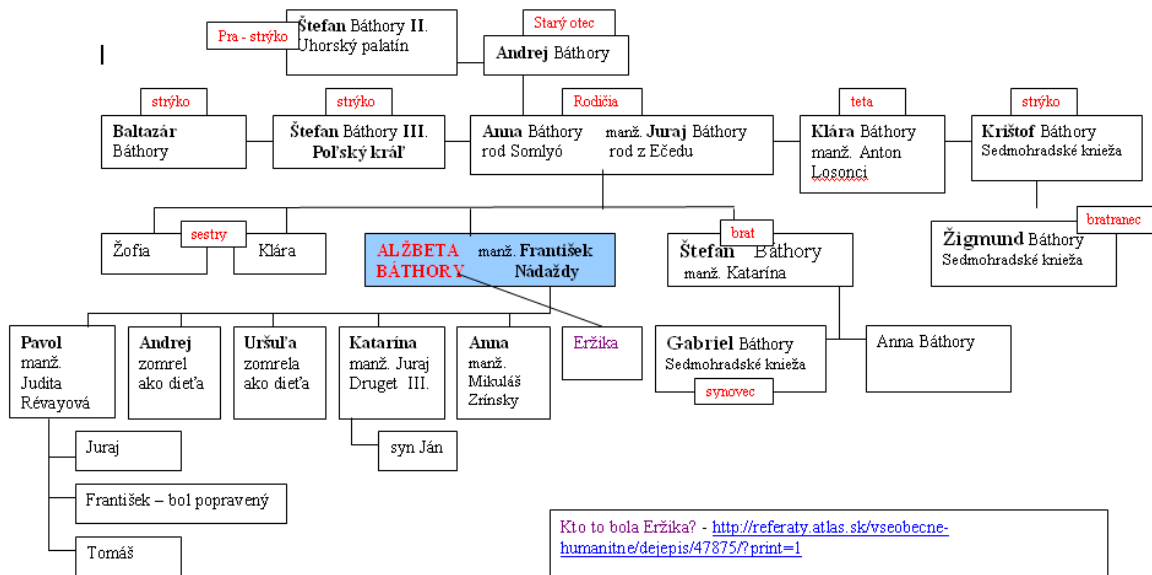 Pra - strýko
Štefan Báthory II.
Uhorský palatín
Starý otec
Andrej Báthory
strýko
Baltazár
Báthory
strýko
Štefan Báthory III.
Poľský kráľ
Rodičia
Anna Báthory manž. Juraj Báthory
rod Somlyó rod z Ečedu
teta
Klára Báthory
manž. Anton
Losonci
strýko
Krištof Báthory
Sedmohradské knieža
Žofia
sestry
Klára
ALŽBETA manž. František
BÁTHORY Nádaždy
brat
Štefan Báthory
manž. Katarína
bratranec
Žigmund Báthory
Sedmohradské knieža
Pavol
manž.
Judita
Révayová
Andrej
zomrel
ako dieťa
Uršuľa
zomrela
ako dieťa
Katarína
manž. Juraj
Druget III.
Anna
manž.
Mikuláš
Zrínsky
Eržika
Gabriel Báthory
Sedmohradské knieža
synovec
Anna Báthory
Juraj
syn Ján
František – bol popravený
Tomáš
Kto to bola Eržika? - http://referaty.atlas.sk/vseobecne-
humanitne/dejepis/47875/?print=1